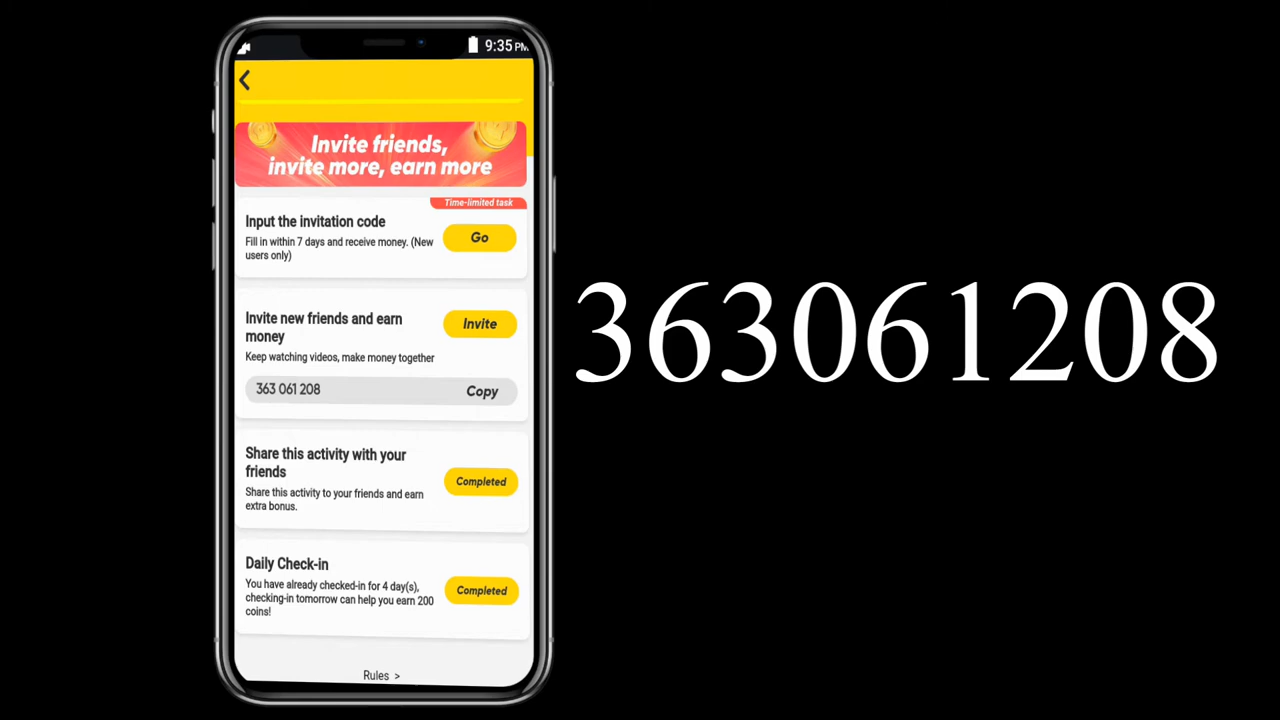 9:35 PM
Invite friends,
invite more, earn more
Time-limited task
Input the invitation code
Go
Fill in within 7 days and receive money. (New
users only)
Invite new friends and earn
money
Invite
Keep watching videos, make money together
363 061 208
Copy
Share this activity with your
friends
Completed
Share this activity to your friends and earn
extra bonus.
Daily Check-in
Completed
You have already checked-in for 4 day(s),
checking-in tomorrow can help you earn 200
coins!
Rules >
363061208